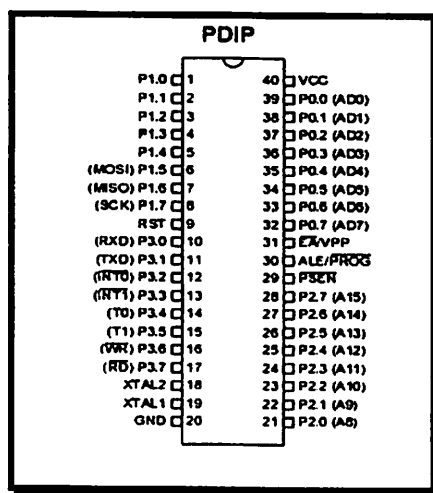 PDIP
P1.0 1 40 VCC
P1.1 2 39 P0.0 (AD0)
P1.2 3 38 P0.1 (AD1)
P1.3 4 37 P0.2 (AD2)
P1.4 5 36 P0.3 (AD3)
(MOSI) P1.5 6 35 P0.4 (AD4)
(MISO) P1.6 7 34 P0.5 (AD5)
(SCK) P1.7 8 33 P0.6 (AD6)
RST 9 32 P0.7 (AD7)
(RXD) P3.0 10 31 E̅A̅/VPP
(TXD) P3.1 11 30 ALE/P̅R̅O̅G̅
(I̅N̅T̅0̅) P3.2 12 29 P̅S̅E̅N̅
(I̅N̅T̅1̅) P3.3 13 28 P2.7 (A15)
(T0) P3.4 14 27 P2.6 (A14)
(T1) P3.5 15 26 P2.5 (A13)
(W̅R̅) P3.6 16 25 P2.4 (A12)
(R̅D̅) P3.7 17 24 P2.3 (A11)
XTAL2 18 23 P2.2 (A10)
XTAL1 19 22 P2.1 (A9)
GND 20 21 P2.0 (A8)